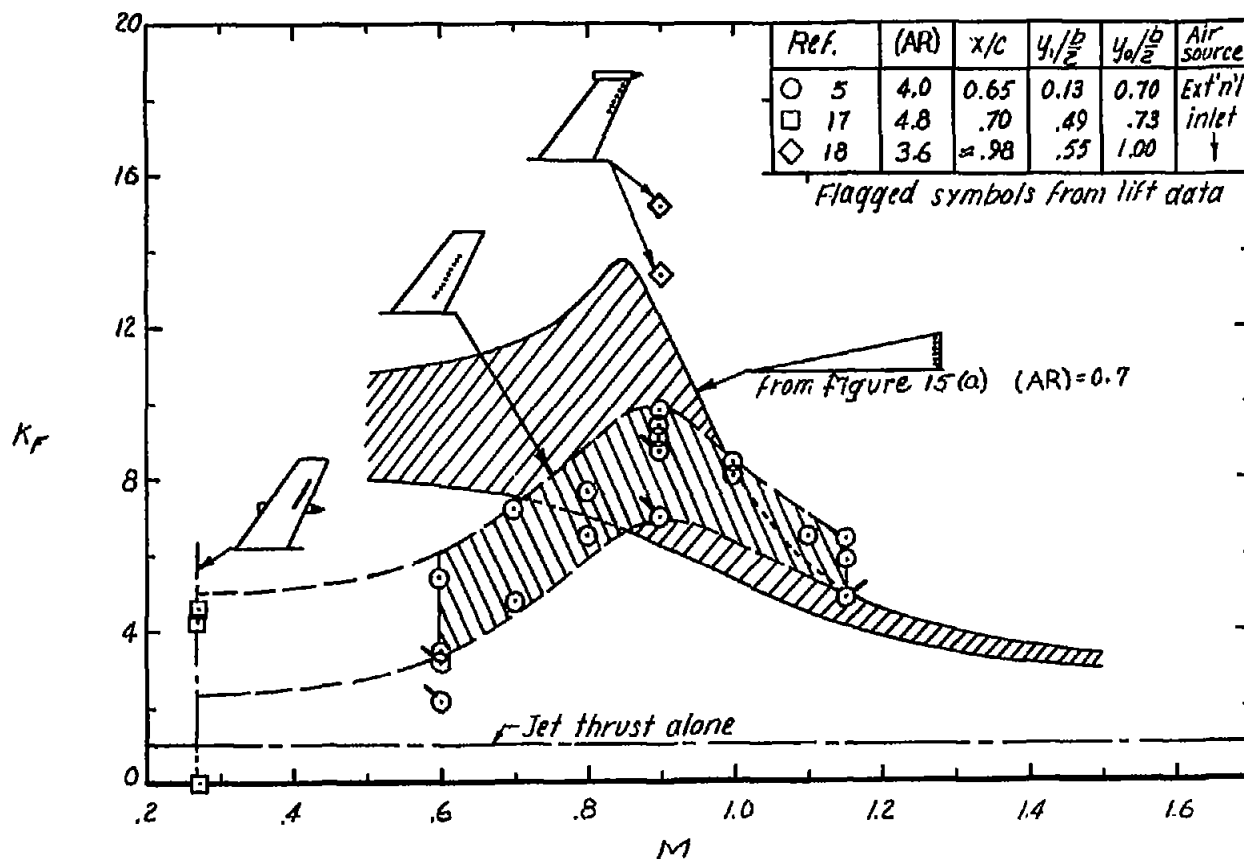 Ref. (AR) x/c y₁/b/2 y₀/b/2 Air source
5 4.0 0.65 0.13 0.70 Ext'n'l
17 4.8 .70 .49 .73 inlet
18 3.6 ≈.98 .55 1.00
Flagged symbols from lift data
from figure 15(a) (AR)=0.7
Jet thrust alone
K_F
20
16
12
8
4
0
.2 .4 .6 .8 1.0 1.2 1.4 1.6
M